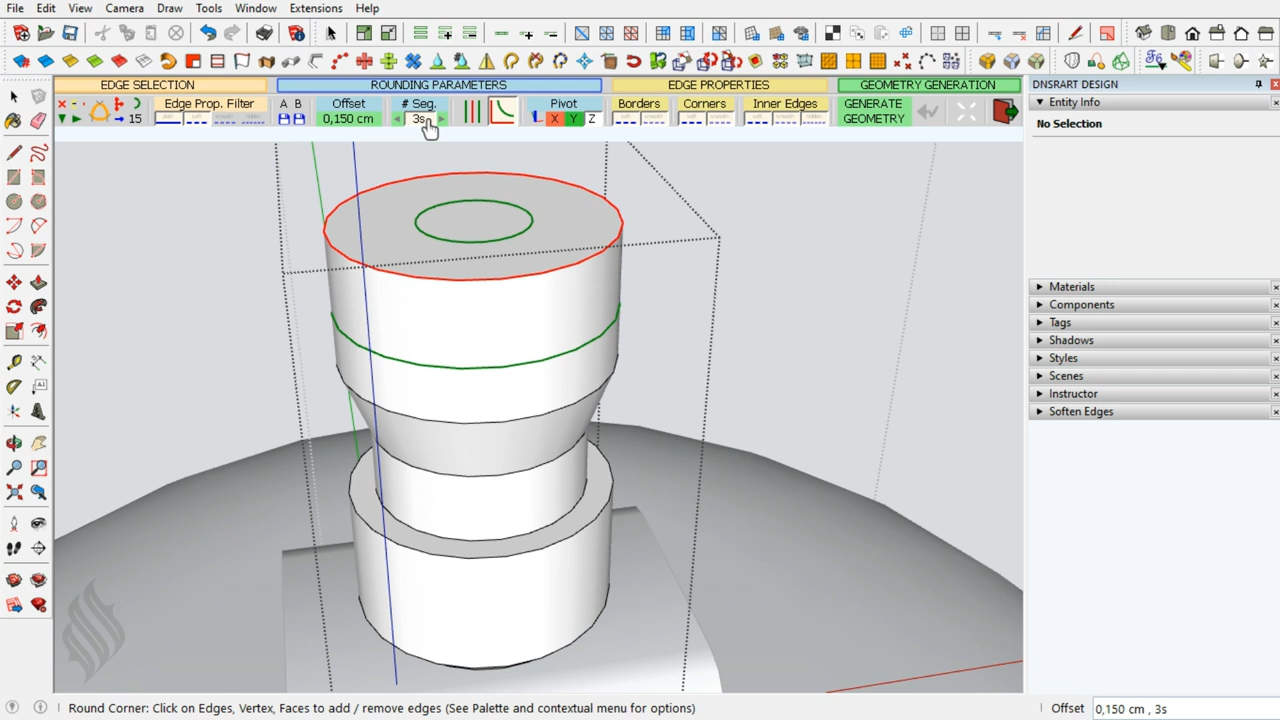 File Edit View Camera Draw Tools Window Extensions Help
EDGE SELECTION ROUNDING PARAMETERS EDGE PROPERTIES GEOMETRY GENERATION
DNSRART DESIGN
Entity Info
No Selection
Edge Prop. Filter A B Offset # Seg. Pivot Borders Corners Inner Edges GENERATE GEOMETRY
15 0,150 cm 3s X Y Z
Materials
Components
Tags
Shadows
Styles
Scenes
Instructor
Soften Edges
Round Corner: Click on Edges, Vertex, Faces to add / remove edges (See Palette and contextual menu for options) Offset 0,150 cm , 3s